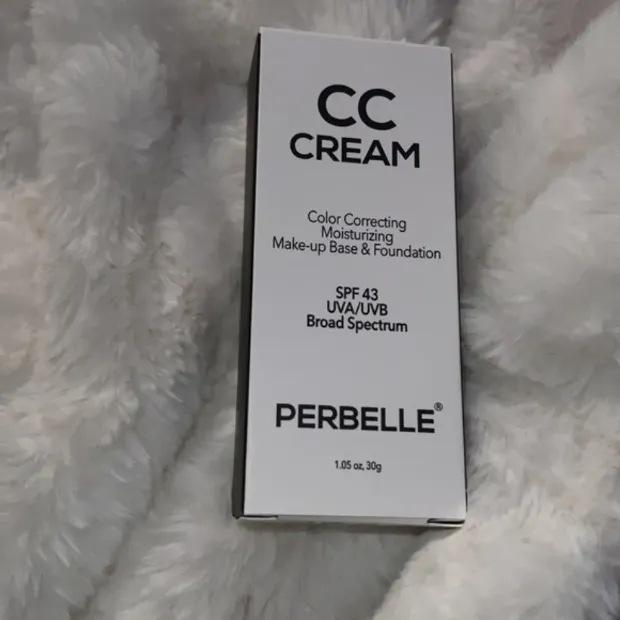 CC
CREAM
Color Correcting
Moisturizing
Make-up Base & Foundation
SPF 43
UVA/UVB
Broad Spectrum
PERBELLE®
1.05 oz, 30g